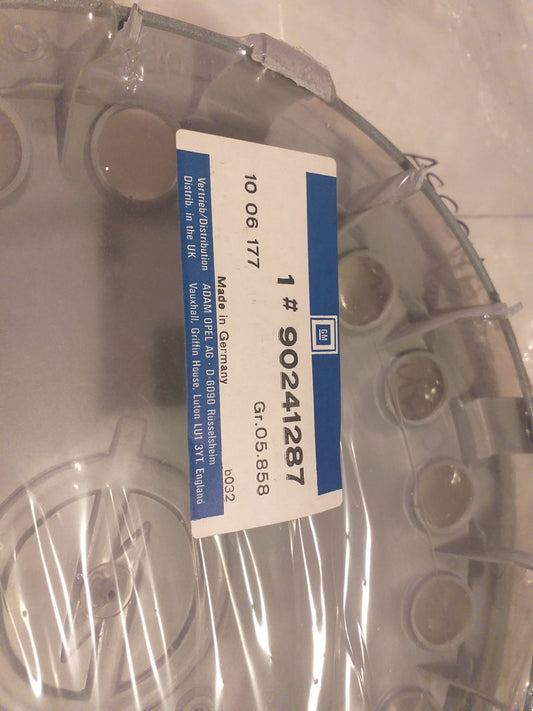 GM
1 # 90241287
10 06 177
Gr.05.858
Made in Germany
b032
Vertrieb/Distribution ADAM OPEL AG · D-6090 Rüsselsheim
Distrib. in the UK Vauxhall, Griffin House, Luton LU1 3YT. England